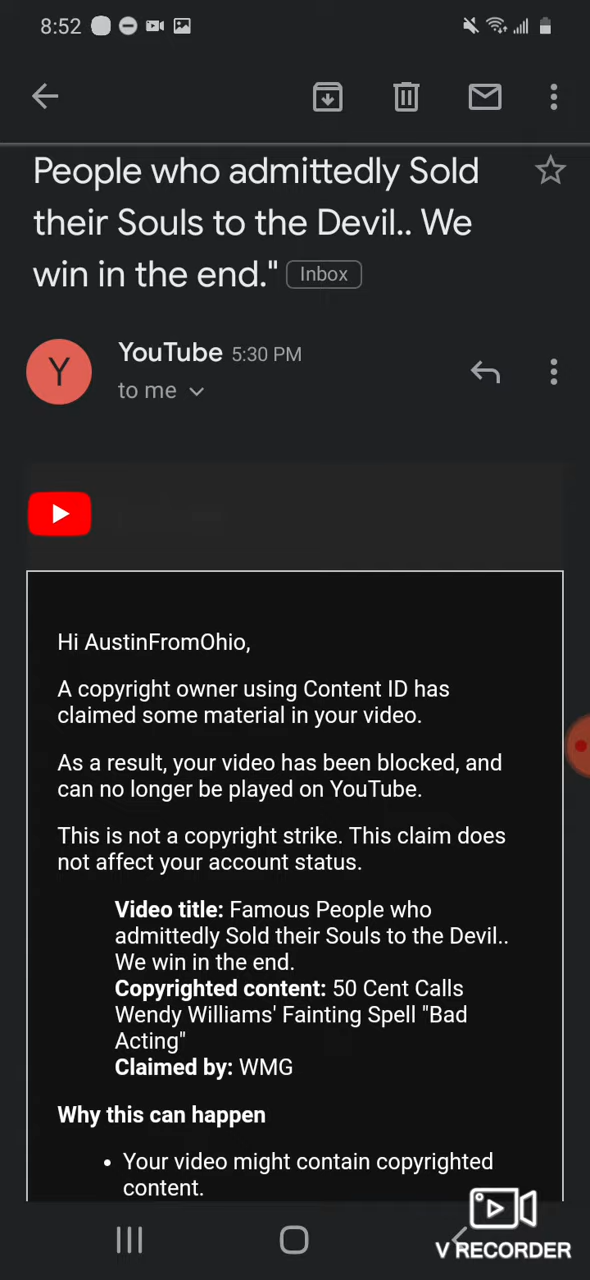 8:52
People who admittedly Sold
their Souls to the Devil.. We
win in the end." Inbox
Y
YouTube 5:30 PM
to me
Hi AustinFromOhio,
A copyright owner using Content ID has
claimed some material in your video.
As a result, your video has been blocked, and
can no longer be played on YouTube.
This is not a copyright strike. This claim does
not affect your account status.
Video title: Famous People who
admittedly Sold their Souls to the Devil..
We win in the end.
Copyrighted content: 50 Cent Calls
Wendy Williams' Fainting Spell "Bad
Acting"
Claimed by: WMG
Why this can happen
• Your video might contain copyrighted
content.
V RECORDER